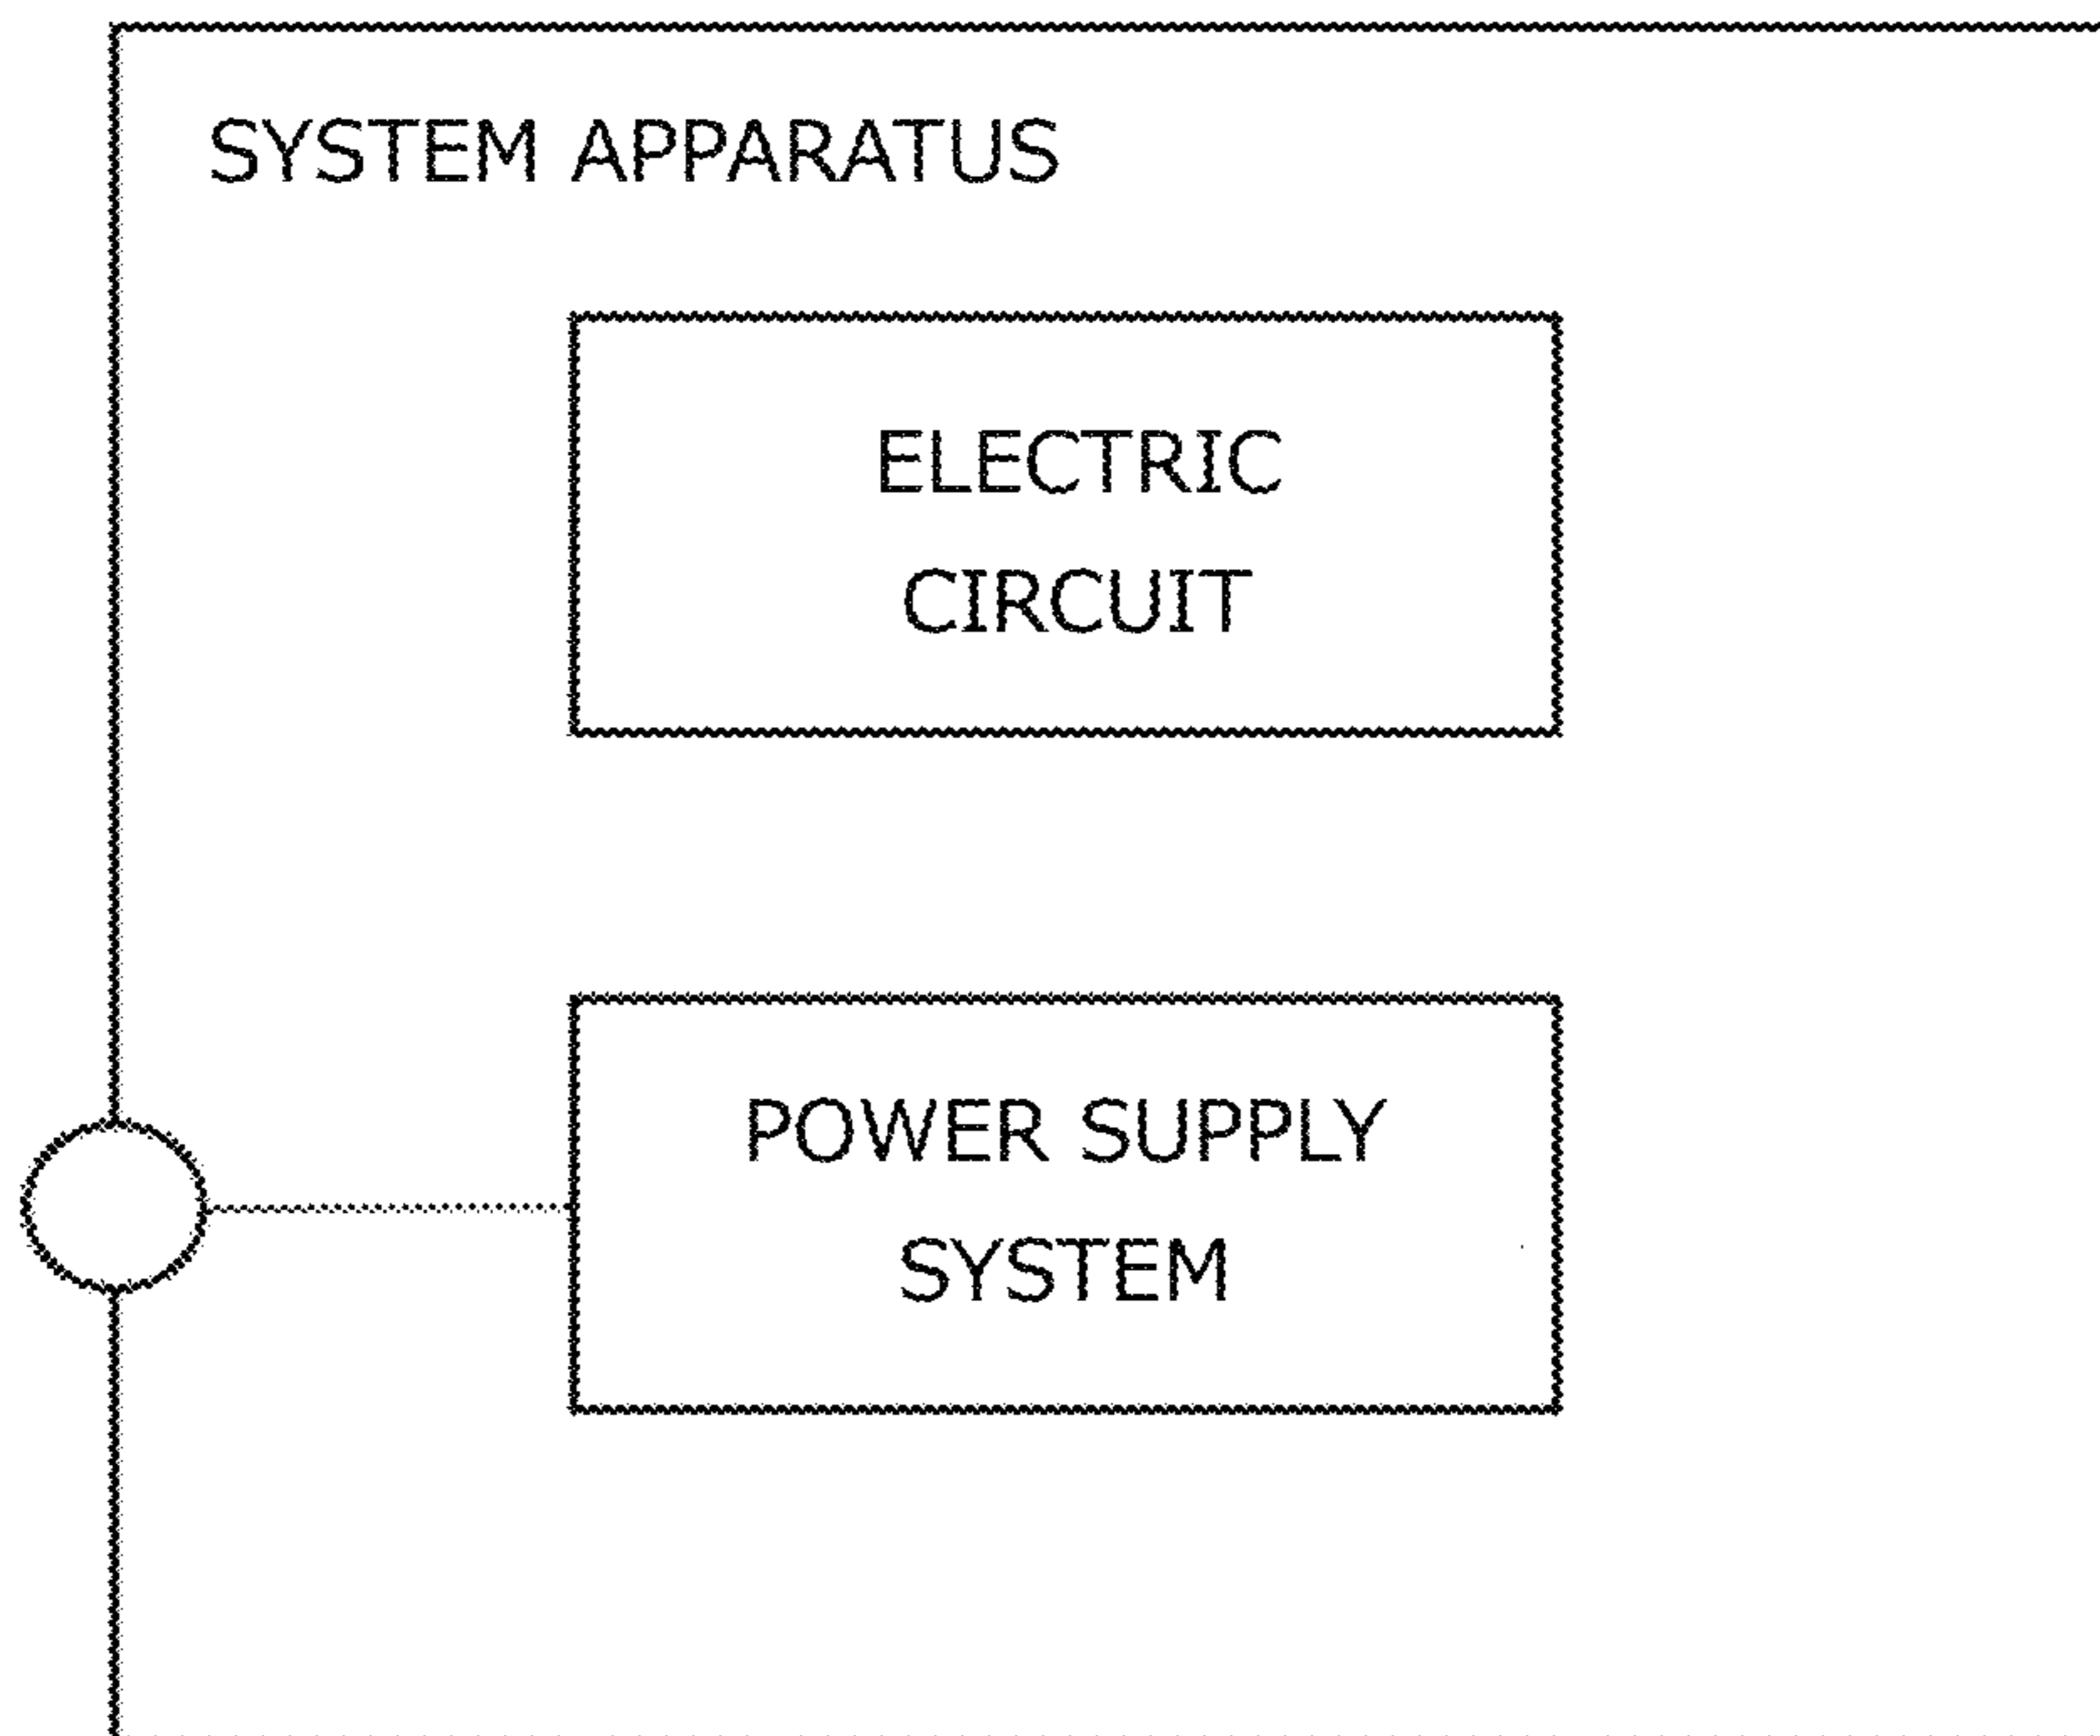 SYSTEM APPARATUS
ELECTRIC
CIRCUIT
POWER SUPPLY
SYSTEM